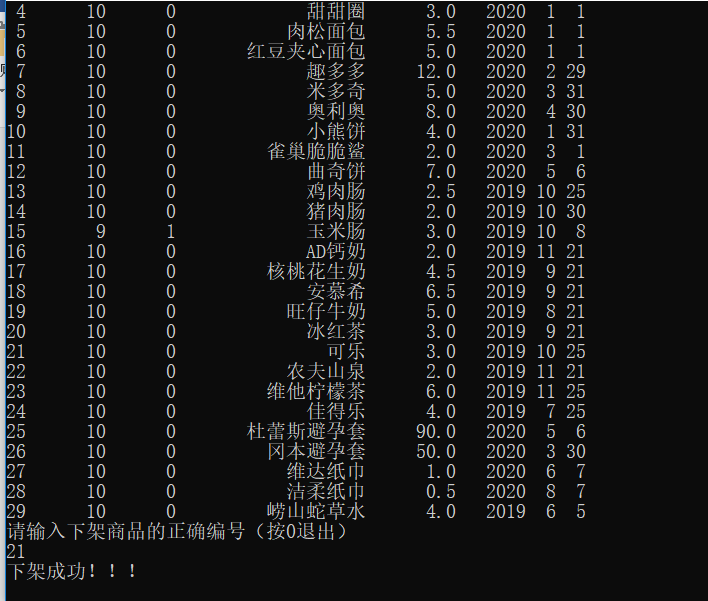 4 10 0 甜甜圈 3.0 2020 1 1
5 10 0 肉松面包 5.5 2020 1 1
6 10 0 红豆夹心面包 5.0 2020 1 1
7 10 0 趣多多 12.0 2020 2 29
8 10 0 米多奇 5.0 2020 3 31
9 10 0 奥利奥 8.0 2020 4 30
10 10 0 小熊饼 4.0 2020 1 31
11 10 0 雀巢脆脆鲨 2.0 2020 3 1
12 10 0 曲奇饼 7.0 2020 5 6
13 10 0 鸡肉肠 2.5 2019 10 25
14 10 0 猪肉肠 2.0 2019 10 30
15 9 1 玉米肠 3.0 2019 10 8
16 10 0 AD钙奶 2.0 2019 11 21
17 10 0 核桃花生奶 4.5 2019 9 21
18 10 0 安慕希 6.5 2019 9 21
19 10 0 旺仔牛奶 5.0 2019 8 21
20 10 0 冰红茶 3.0 2019 9 21
21 10 0 可乐 3.0 2019 10 25
22 10 0 农夫山泉 2.0 2019 11 21
23 10 0 维他柠檬茶 6.0 2019 11 25
24 10 0 佳得乐 4.0 2019 7 25
25 10 0 杜蕾斯避孕套 90.0 2020 5 6
26 10 0 冈本避孕套 50.0 2020 3 30
27 10 0 维达纸巾 1.0 2020 6 7
28 10 0 洁柔纸巾 0.5 2020 8 7
29 10 0 崂山蛇草水 4.0 2019 6 5
请输入下架商品的正确编号（按0退出）
21
下架成功！！！